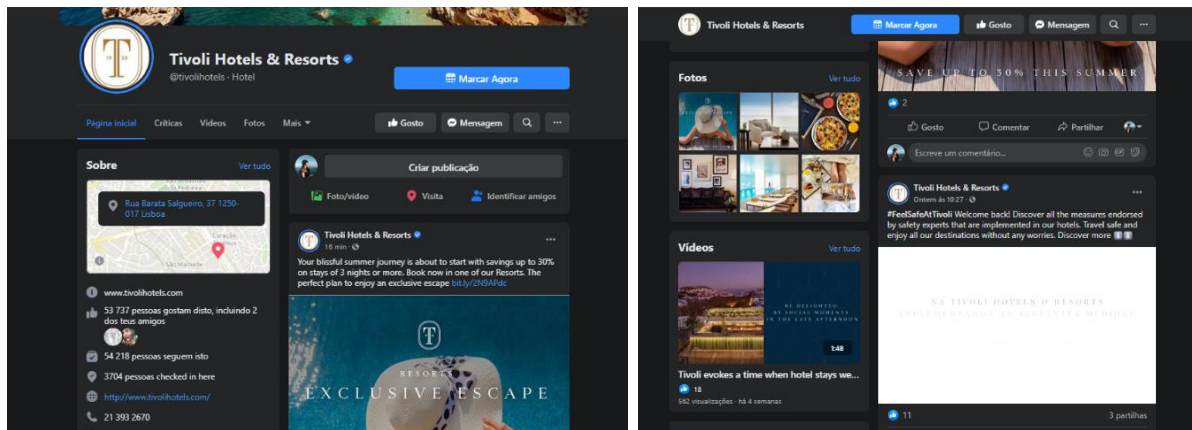 Tivoli Hotels & Resorts
@tivolihotels · Hotel
Marcar Agora
Página inicial
Críticas
Vídeos
Fotos
Mais
Gosto
Mensagem
Sobre
Ver tudo
Rua Barata Salgueiro, 37 1250-
017 Lisboa
www.tivolihotels.com
53 737 pessoas gostam disto, incluindo 2
dos teus amigos
54 218 pessoas seguem isto
3704 pessoas checked in here
http://www.tivolihotels.com/
21 393 2670
Criar publicação
Foto/vídeo
Visita
Identificar amigos
Tivoli Hotels & Resorts
16 min ·
Your blissful summer journey is about to start with savings up to 30%
on stays of 3 nights or more. Book now in one of our Resorts. The
perfect plan to enjoy an exclusive escape bit.ly/2N9APdc
T
RESORTS
EXCLUSIVE ESCAPE
Tivoli Hotels & Resorts
Marcar Agora
Gosto
Mensagem
Fotos
Ver tudo
Vídeos
Ver tudo
BE DELIGHTED
BY SOCIAL MOMENTS
IN THE LATE AFTERNOON
1:48
Tivoli evokes a time when hotel stays we...
18
562 visualizações · há 4 semanas
SAVE UP TO 30% THIS SUMMER
2
Gosto
Comentar
Partilhar
Escreve um comentário...
Tivoli Hotels & Resorts
Ontem às 10:27 ·
#FeelSafeAtTivoli Welcome back! Discover all the measures endorsed
by safety experts that are implemented in our hotels. Travel safe and
enjoy all our destinations without any worries. Discover more
NA TIVOLI HOTELS & RESORTS
IMPLEMENTÁMOS AS SEGUINTES MEDIDAS
11
3 partilhas